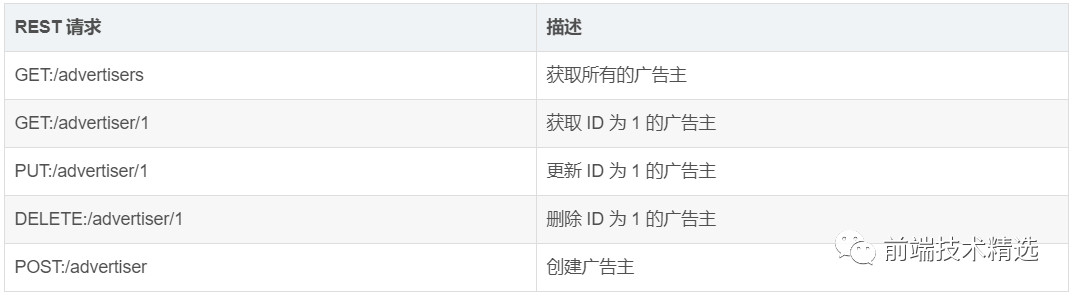 REST 请求 描述
GET:/advertisers 获取所有的广告主
GET:/advertiser/1 获取 ID 为 1 的广告主
PUT:/advertiser/1 更新 ID 为 1 的广告主
DELETE:/advertiser/1 删除 ID 为 1 的广告主
POST:/advertiser 创建广告主
前端技术精选